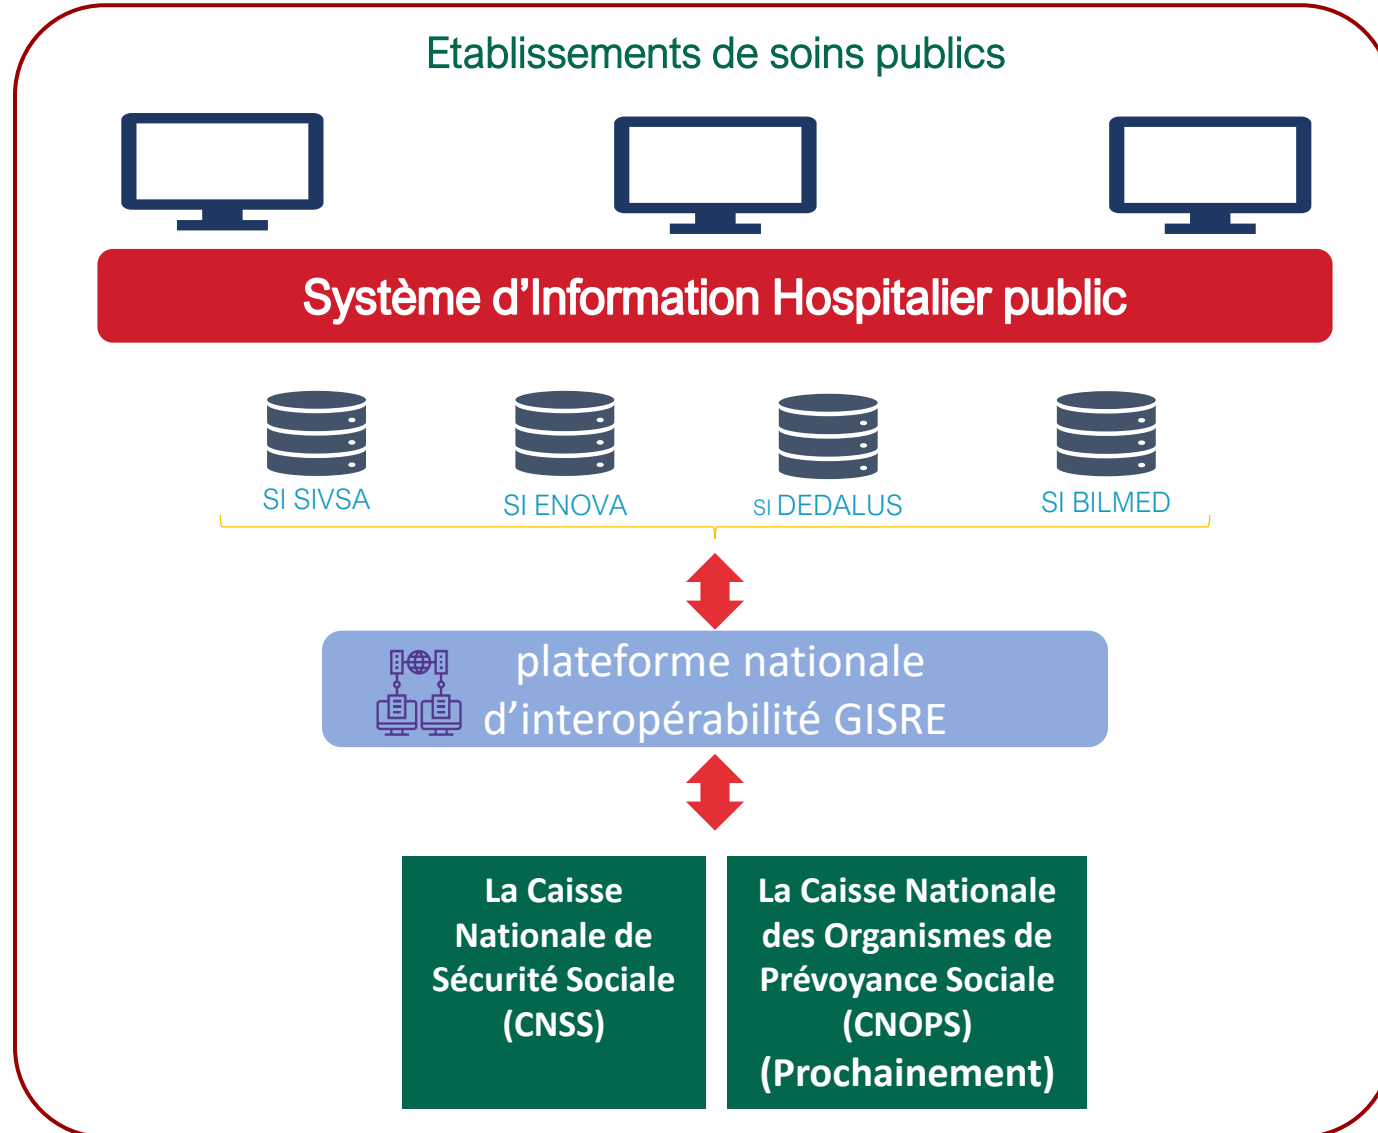 Etablissements de soins publics
Système d’Information Hospitalier public
SI SIVSA
SI ENOVA
SI DEDALUS
SI BILMED
plateforme nationale
d’interopérabilité GISRE
La Caisse
Nationale de
Sécurité Sociale
(CNSS)
La Caisse Nationale
des Organismes de
Prévoyance Sociale
(CNOPS)
(Prochainement)